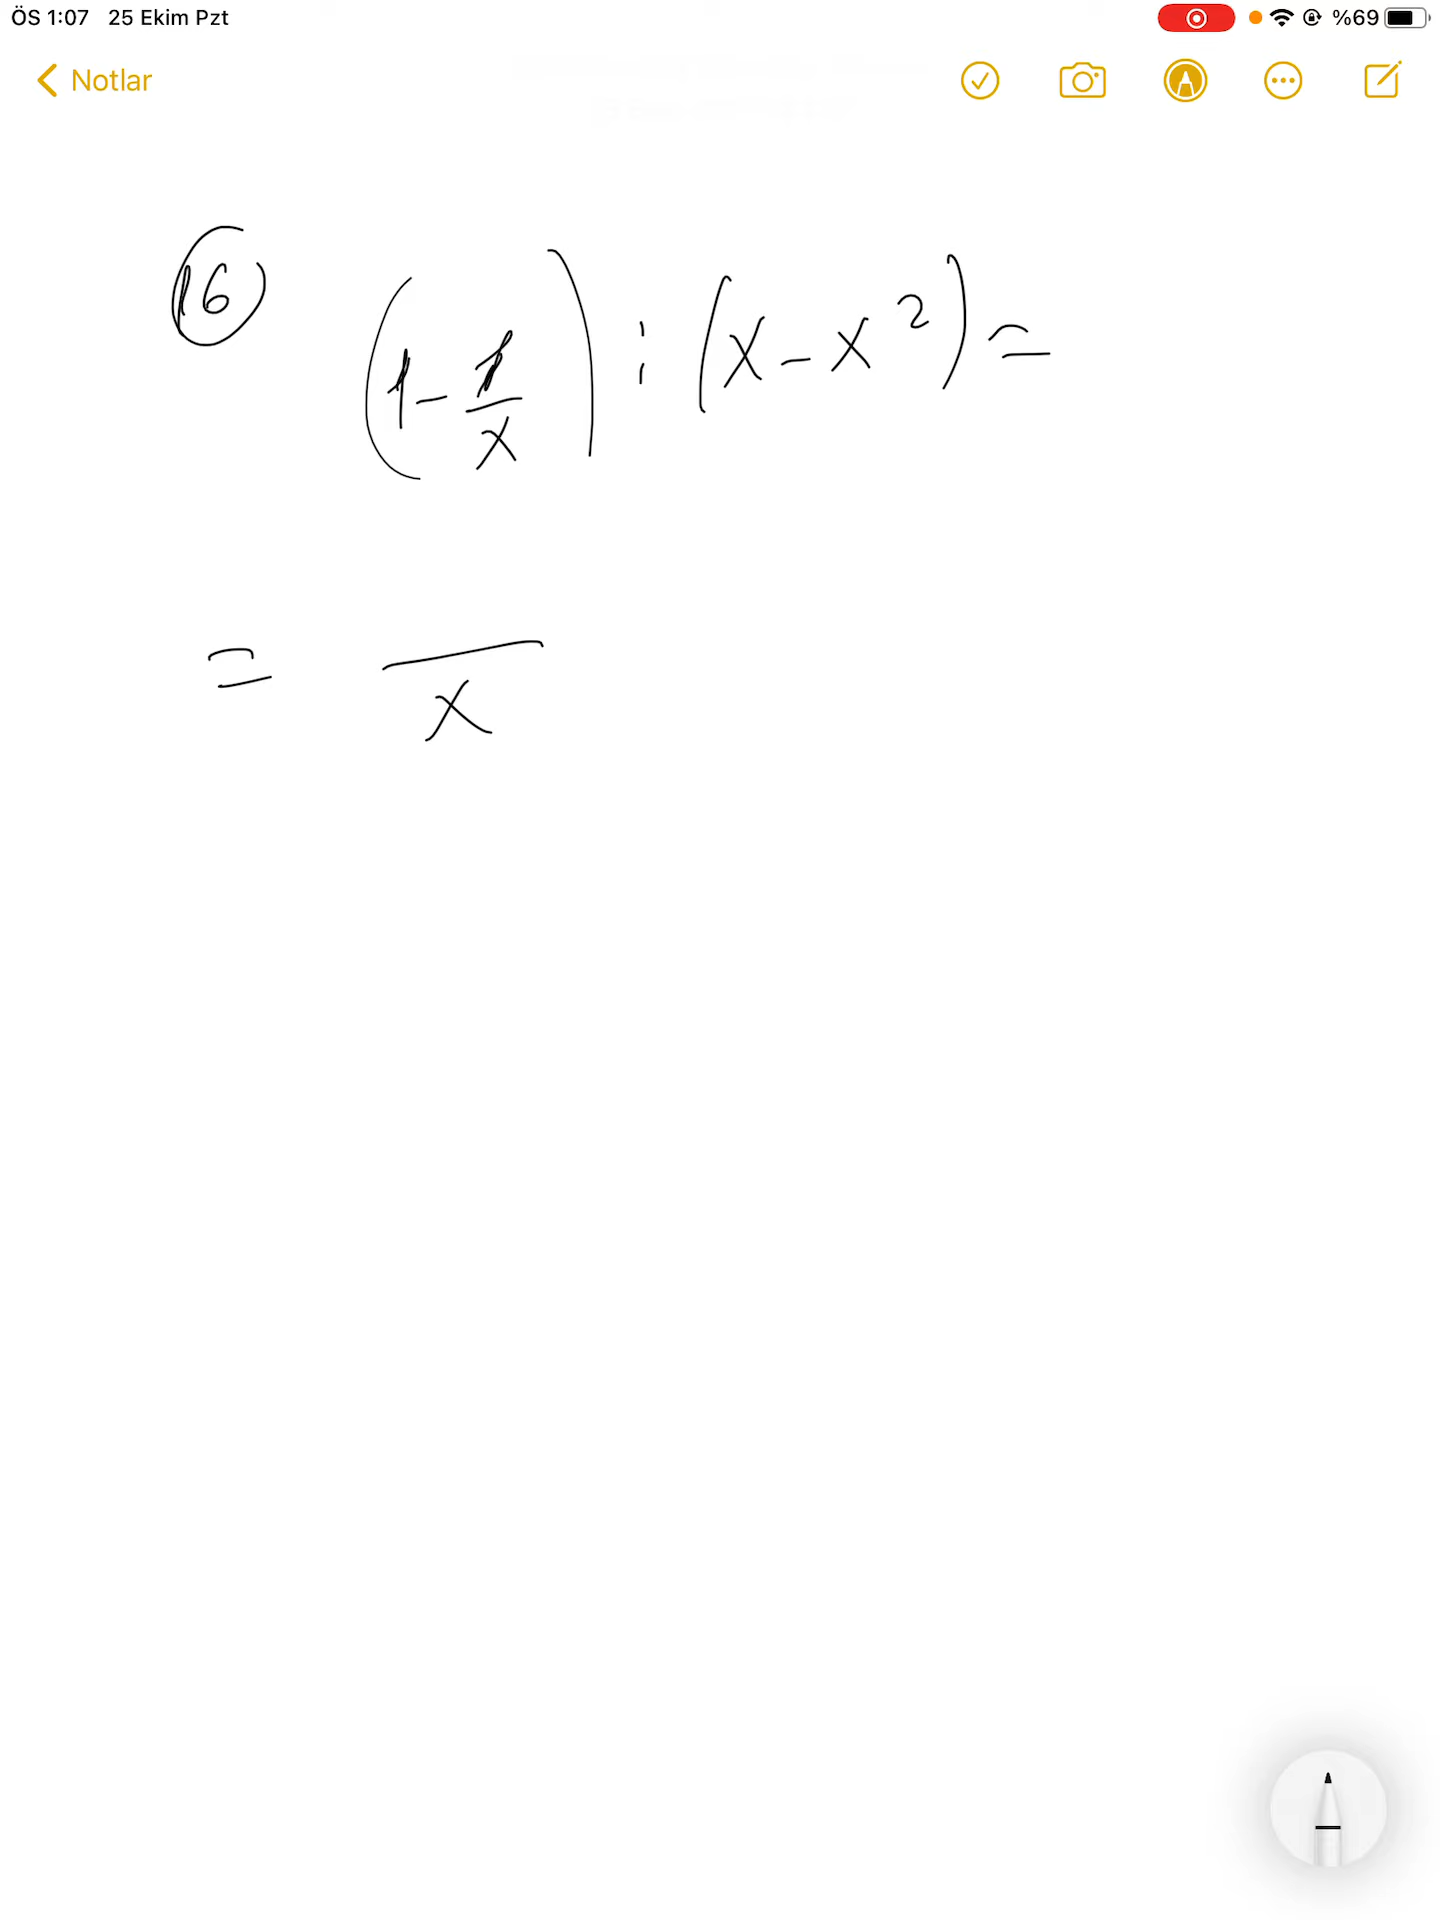 ÖS 1:07 25 Ekim Pzt %69
Notlar
16 (1 - 1/x) : (x - x²) =
= /x